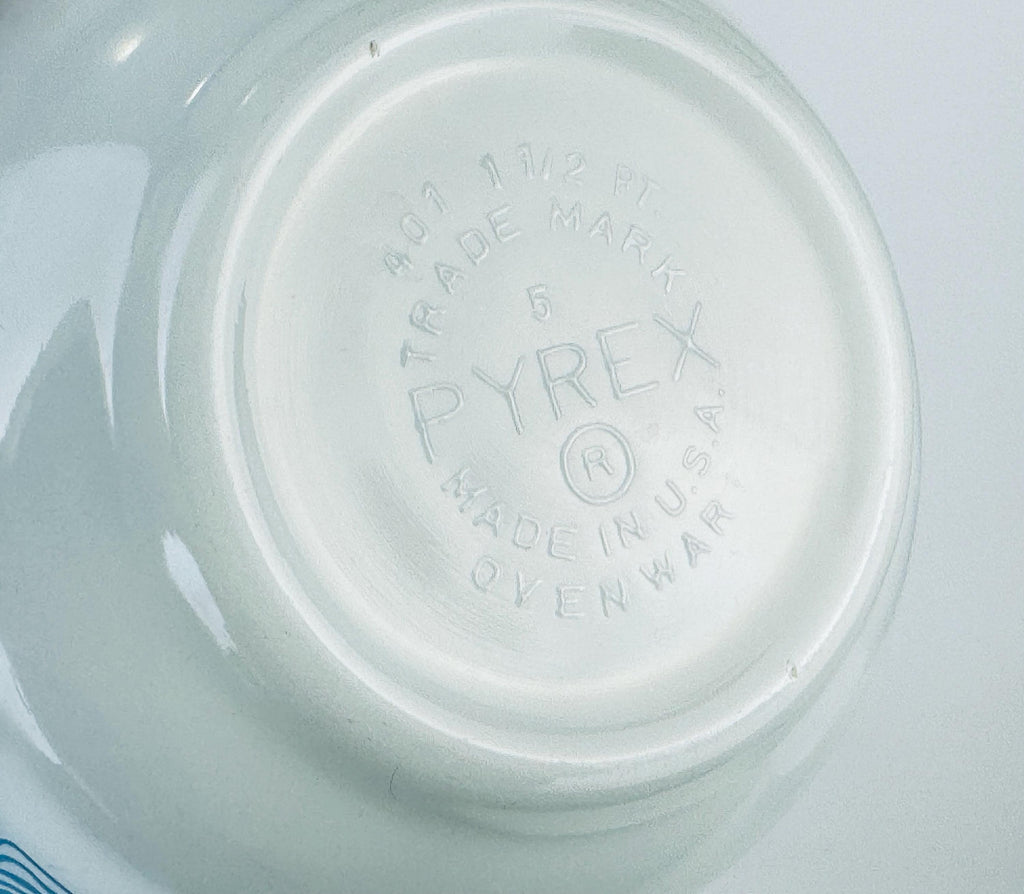 401 1 1/2 PT.
TRADE MARK
5
PYREX
®
MADE IN U.S.A.
OVENWAR